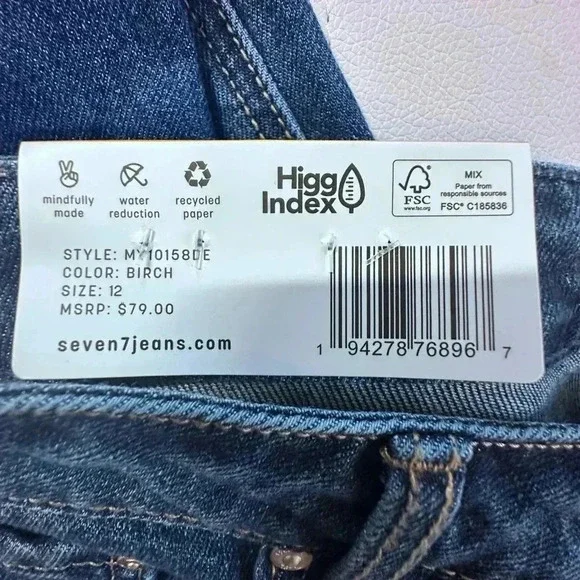 mindfully made
water reduction
recycled paper
Higg Index
FSC
www.fsc.org
MIX
Paper from responsible sources
FSC® C185836
STYLE: MY10158DE
COLOR: BIRCH
SIZE: 12
MSRP: $79.00
seven7jeans.com
1 94278 76896 7